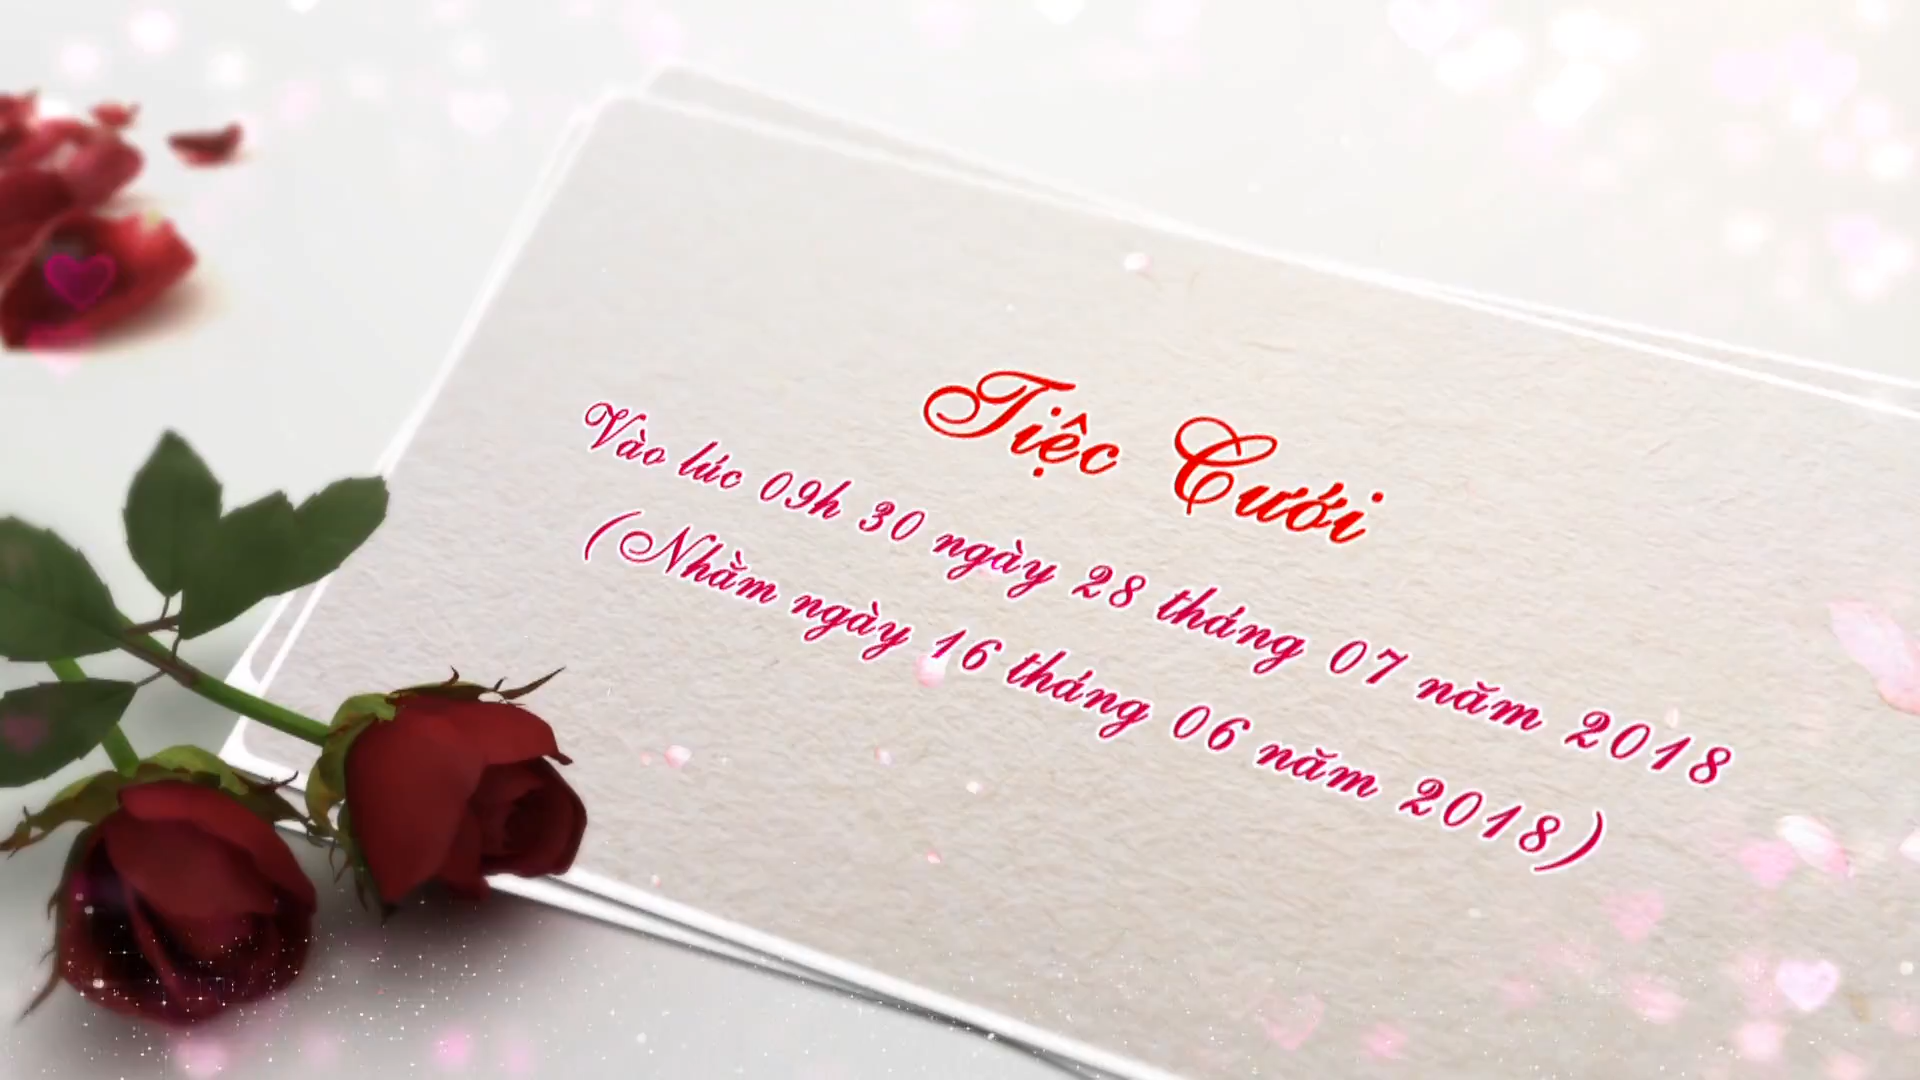 Tiệc Cưới
Vào lúc 09h 30 ngày 28 tháng 07 năm 2018
(Nhằm ngày 16 tháng 06 năm 2018)